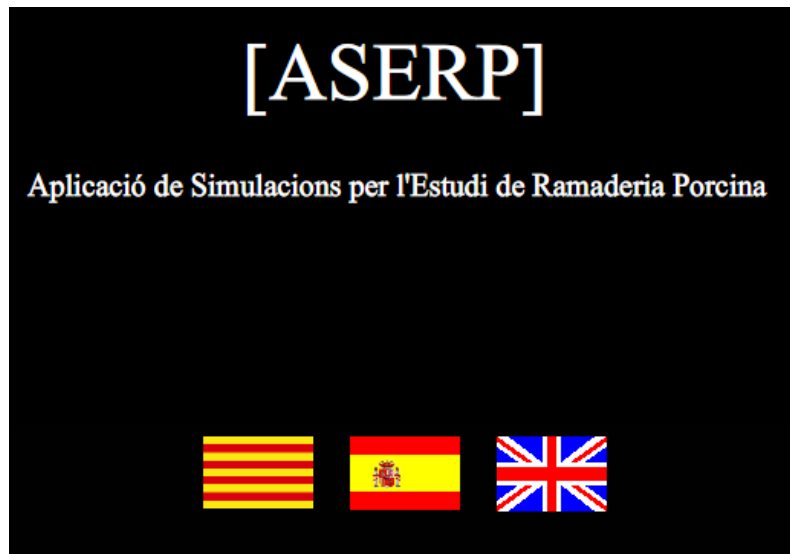 [ASERP]
Aplicació de Simulacions per l'Estudi de Ramaderia Porcina